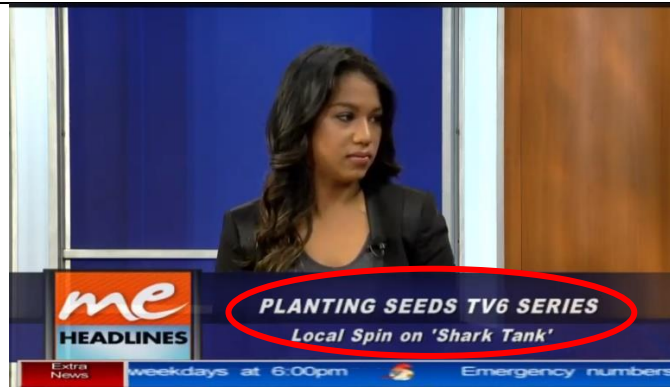 me
HEADLINES
PLANTING SEEDS TV6 SERIES
Local Spin on 'Shark Tank'
Extra
News
weekdays at 6:00pm
Emergency number